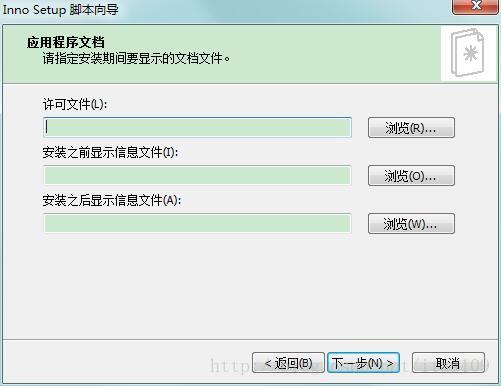 Inno Setup 脚本向导
应用程序文档
请指定安装期间要显示的文档文件。
许可文件(L):
浏览(R)...
安装之前显示信息文件(I):
浏览(O)...
安装之后显示信息文件(A):
浏览(W)...
< 返回(B) 下一步(N) > 取消